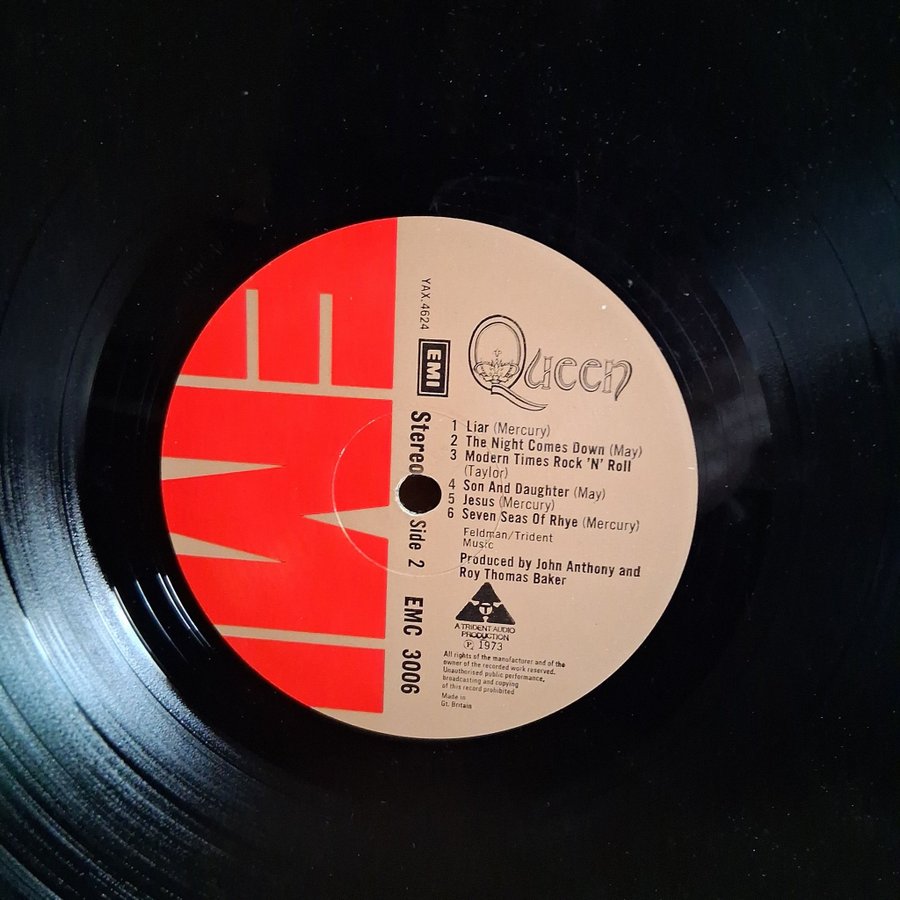 EMI
YAX.4624
EMI
Stereo
Side 2
EMC 3006
Queen
1 Liar (Mercury)
2 The Night Comes Down (May)
3 Modern Times Rock 'N' Roll
(Taylor)
4 Son And Daughter (May)
5 Jesus (Mercury)
6 Seven Seas Of Rhye (Mercury)
Feldman/Trident
Music
Produced by John Anthony and
Roy Thomas Baker
T
A TRIDENT AUDIO
PRODUCTION
℗ 1973
All rights of the manufacturer and of the
owner of the recorded work reserved.
Unauthorised public performance,
broadcasting and copying
of this record prohibited
Made in
Gt. Britain